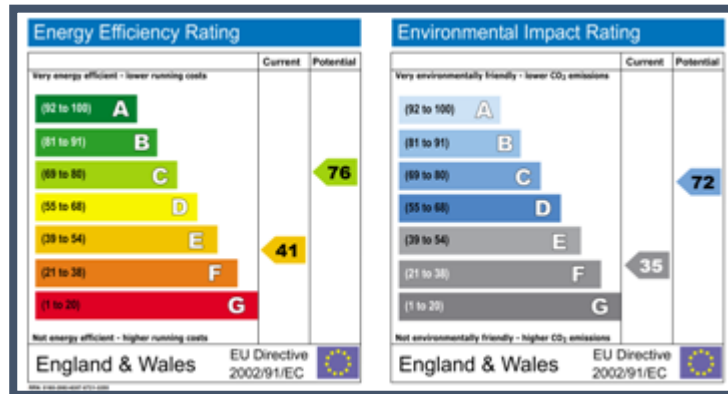 Energy Efficiency Rating
Current Potential
Very energy efficient - lower running costs
(92 to 100) A
(81 to 91) B
(69 to 80) C
(55 to 68) D
(39 to 54) E
(21 to 38) F
(1 to 20) G
76
41
Not energy efficient - higher running costs
England & Wales
EU Directive
2002/91/EC
Environmental Impact Rating
Current Potential
Very environmentally friendly - lower CO₂ emissions
(92 to 100) A
(81 to 91) B
(69 to 80) C
(55 to 68) D
(39 to 54) E
(21 to 38) F
(1 to 20) G
72
35
Not environmentally friendly - higher CO₂ emissions
England & Wales
EU Directive
2002/91/EC